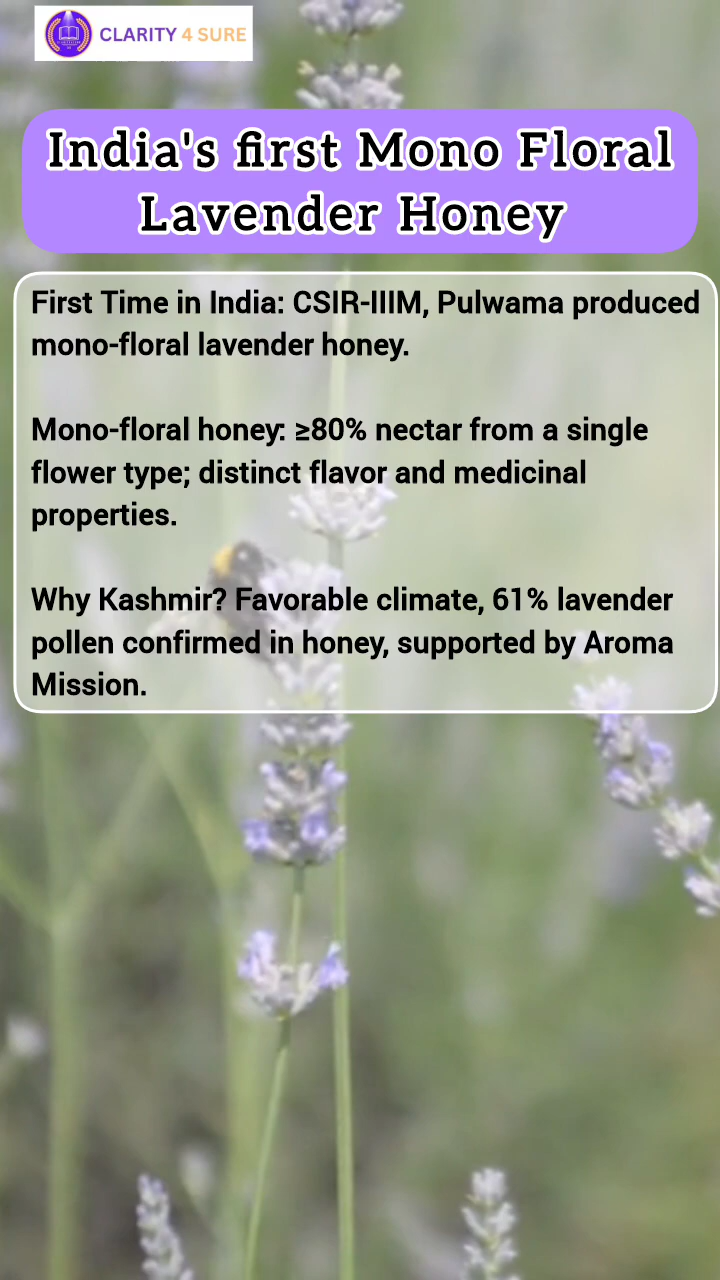 CLARITY 4 SURE
India's first Mono Floral
Lavender Honey
First Time in India: CSIR-IIIM, Pulwama produced
mono-floral lavender honey.
Mono-floral honey: ≥80% nectar from a single
flower type; distinct flavor and medicinal
properties.
Why Kashmir? Favorable climate, 61% lavender
pollen confirmed in honey, supported by Aroma
Mission.